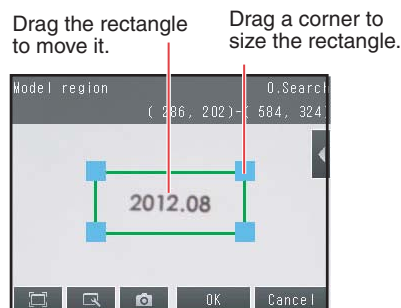 Drag the rectangle
to move it.
Drag a corner to
size the rectangle.
Model region
0.Search
( 286, 202)-( 584, 324)
2012.08
OK
Cancel